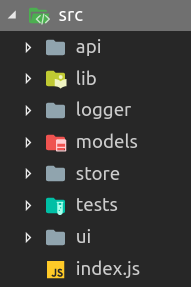 src
api
lib
logger
models
store
tests
ui
JS index.js